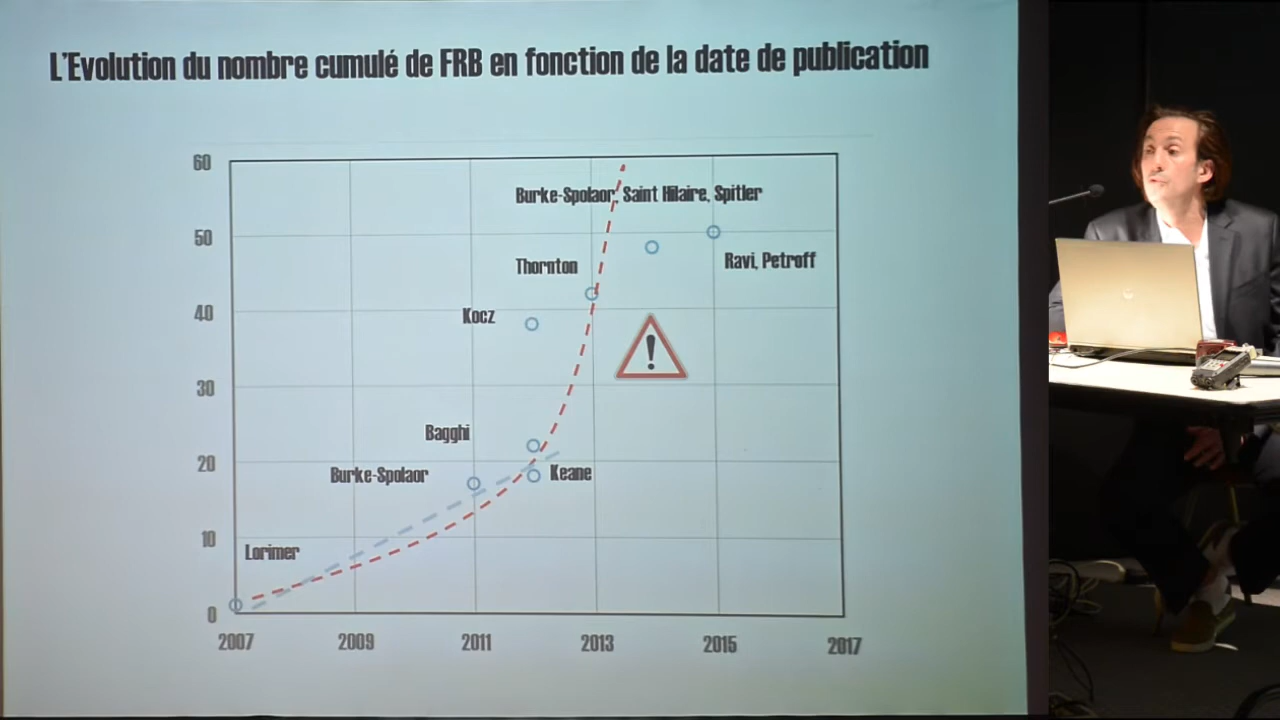 L'Evolution du nombre cumulé de FRB en fonction de la date de publication
60
Burke-Spolaor, Saint Hilaire, Spitler
50
Thornton
Ravi, Petroff
Kocz
40
30
Bagghi
20
Burke-Spolaor
Keane
10
Lorimer
0
2007
2009
2011
2013
2015
2017